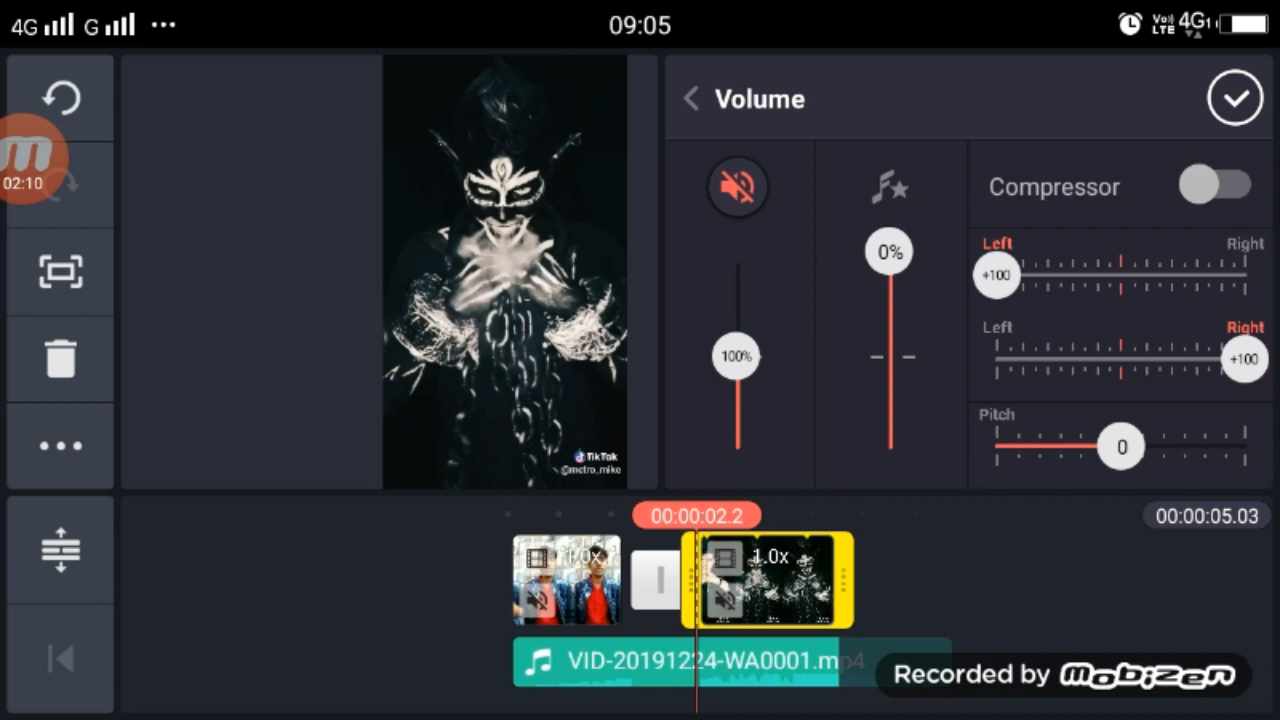 4G G ••• 09:05 Vo) LTE 4G1
Volume
02:10
Compressor
0%
Left Right
+100
Left Right
100% +100
Pitch
0
TikTok
@metro_mike
00:00:02.2 00:00:05.03
1.0x 1.0x
VID-20191224-WA0001.mp4
Recorded by mobizen